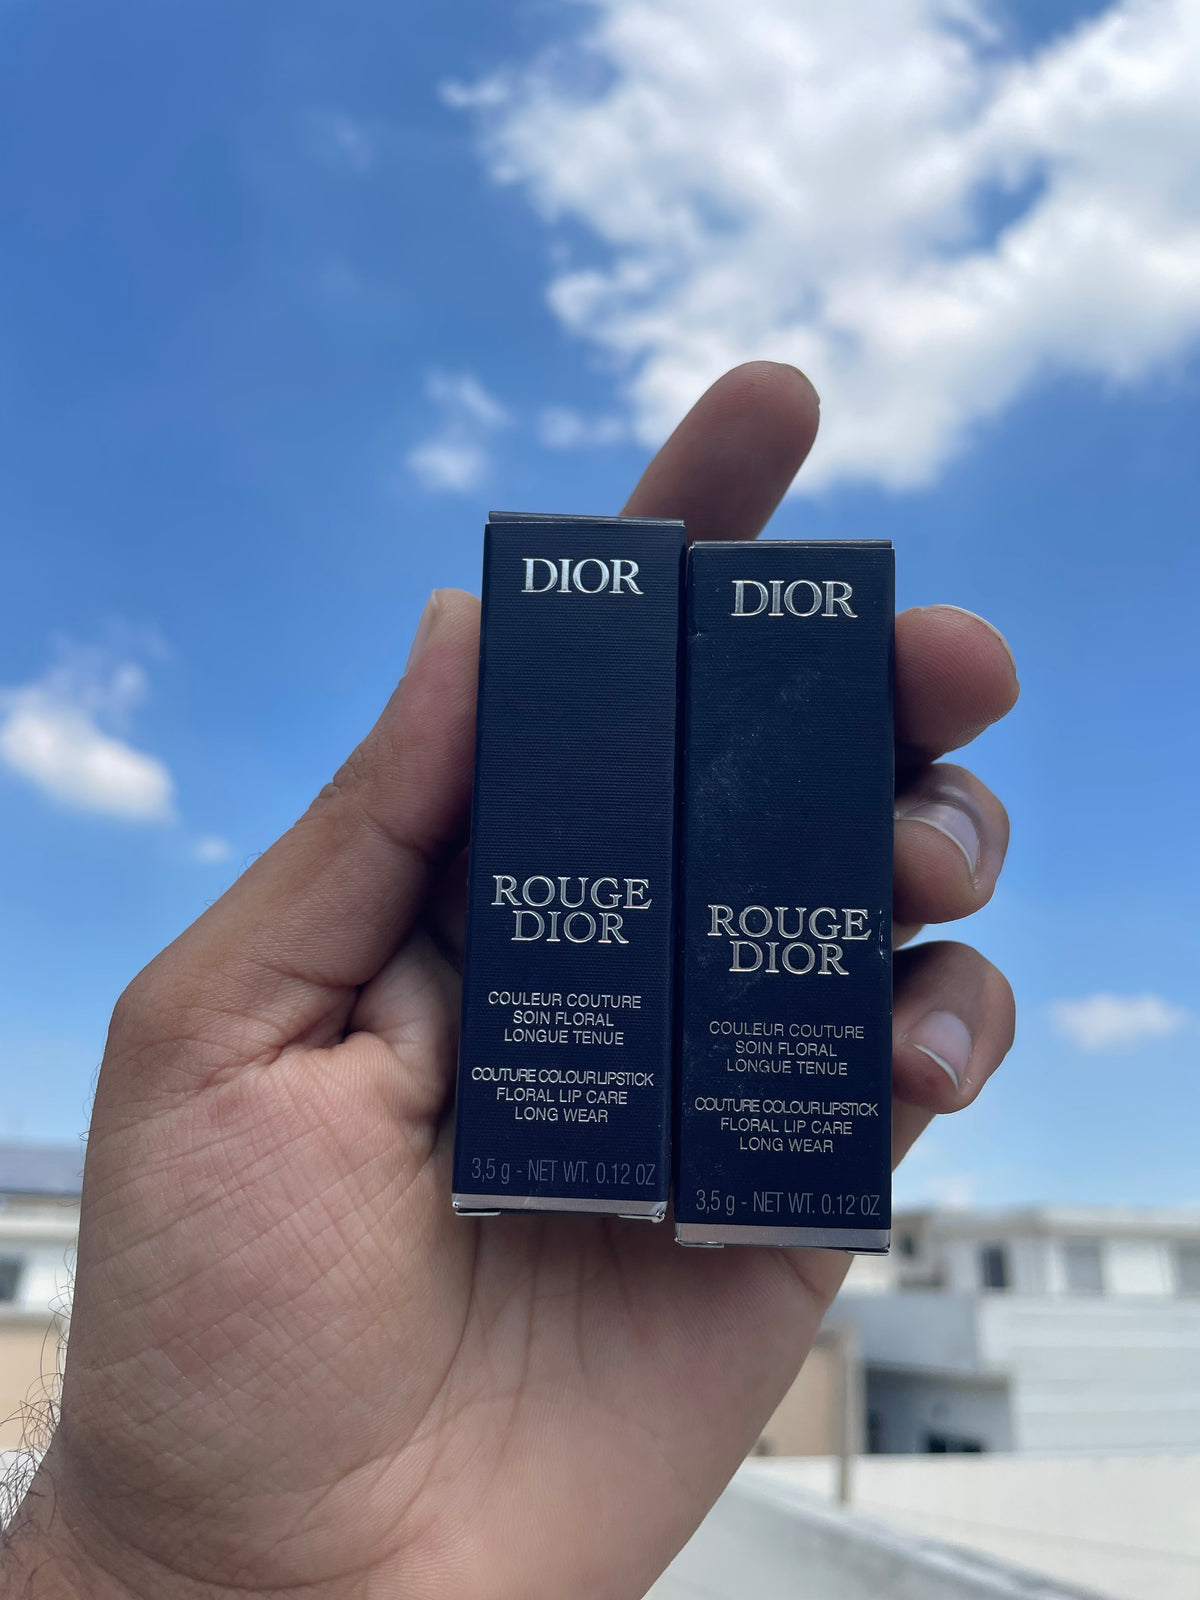 DIOR
ROUGE
DIOR
COULEUR COUTURE
SOIN FLORAL
LONGUE TENUE
COUTURE COLOUR LIPSTICK
FLORAL LIP CARE
LONG WEAR
3,5 g - NET WT. 0.12 OZ
DIOR
ROUGE
DIOR
COULEUR COUTURE
SOIN FLORAL
LONGUE TENUE
COUTURE COLOUR LIPSTICK
FLORAL LIP CARE
LONG WEAR
3,5 g - NET WT. 0.12 OZ